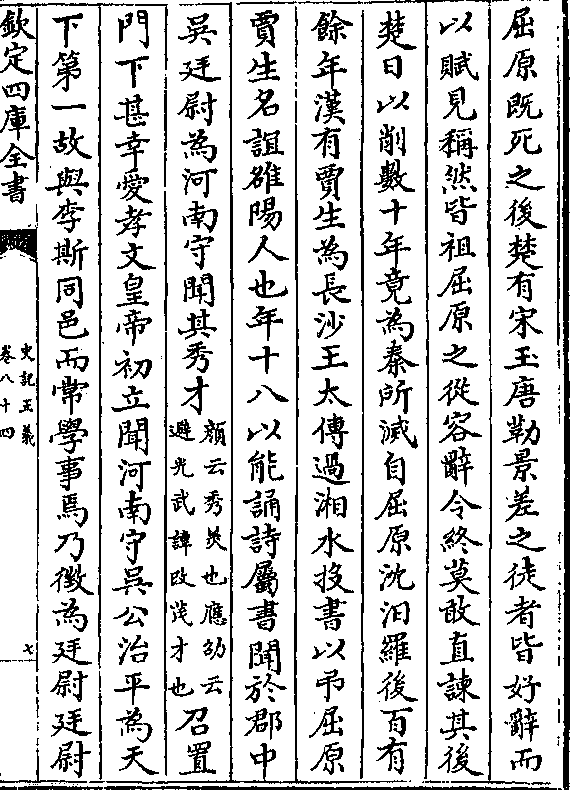 屈原既死之後楚有宋玉唐勒景差之徒者皆好辭而
以賦見稱然皆祖屈原之從容辭令終莫敢直諫其後
楚日以削數十年竟為秦所滅自屈原沈汨羅後百有
餘年漢有賈生為長沙王太傅過湘水投書以弔屈原
賈生名誼雒陽人也年十八以能誦詩屬書聞於郡中
吳廷尉為河南守聞其秀才顔云秀美也應劭云避光武諱改茂才也召置
門下甚幸愛孝文皇帝初立聞河南守吳公治平為天
下第一故與李斯同邑而常學事焉乃徵為廷尉廷尉
欽定四庫全書
史記正義
卷八十四
七